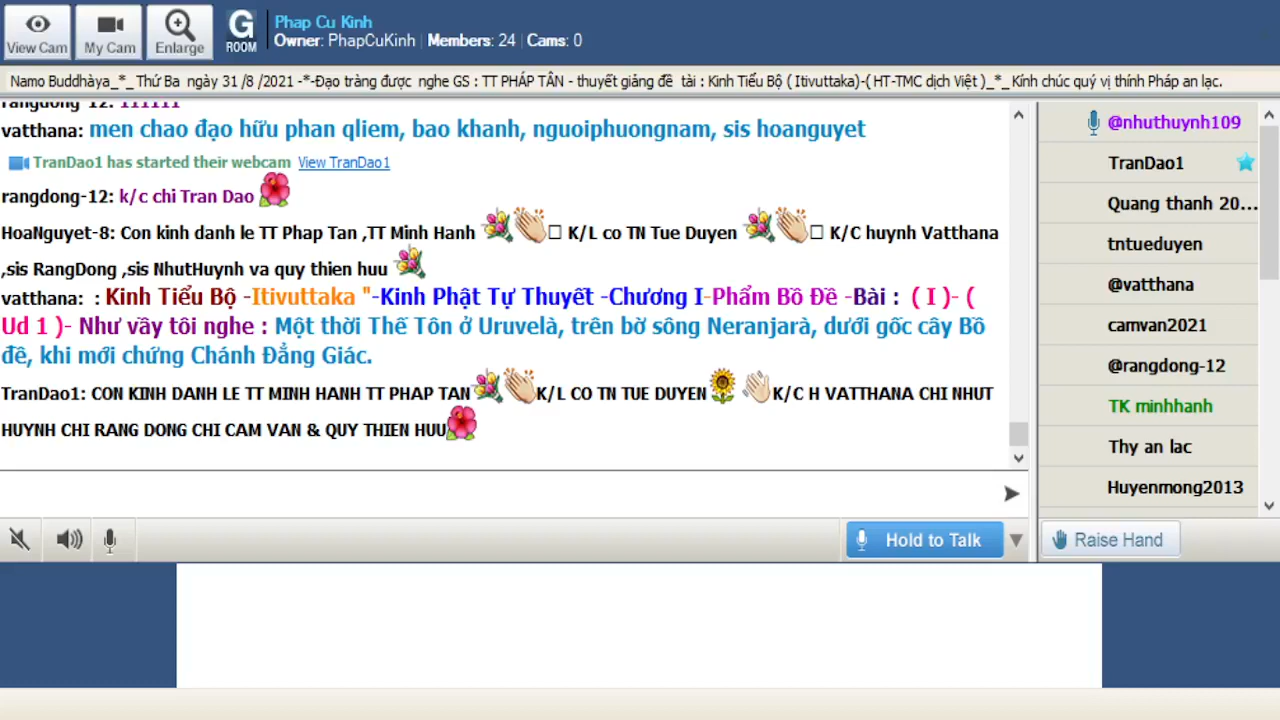 View Cam
My Cam
Enlarge
G
ROOM
Phap Cu Kinh
Owner: PhapCuKinh | Members: 24 | Cams: 0
Namo Buddhàya_*_ Thứ Ba ngày 31 /8 /2021 -*-Đạo tràng được nghe GS : TT PHÁP TÂN - thuyết giảng đề tài : Kinh Tiểu Bộ ( Itivuttaka)-( HT-TMC dịch Việt )_*_ Kính chúc quý vị thính Pháp an lạc.
rangdong-12: 111111
vatthana: men chao đạo hữu phan qliem, bao khanh, nguoiphuongnam, sis hoanguyet
TranDao1 has started their webcam View TranDao1
rangdong-12: k/c chi Tran Dao
HoaNguyet-8: Con kinh danh le TT Phap Tan ,TT Minh Hanh K/L co TN Tue Duyen K/C huynh Vatthana
,sis RangDong ,sis NhutHuynh va quy thien huu
vatthana: : Kinh Tiểu Bộ -Itivuttaka "-Kinh Phật Tự Thuyết -Chương I-Phẩm Bồ Đề -Bài : ( I )- (
Ud 1 )- Như vầy tôi nghe : Một thời Thế Tôn ở Uruvelà, trên bờ sông Neranjarà, dưới gốc cây Bồ
đề, khi mới chứng Chánh Đẳng Giác.
TranDao1: CON KINH DANH LE TT MINH HANH TT PHAP TAN K/L CO TN TUE DUYEN K/C H VATTHANA CHI NHUT
HUYNH CHI RANG DONG CHI CAM VAN & QUY THIEN HUU
@nhuthuynh109
TranDao1
Quang thanh 20...
tntueduyen
@vatthana
camvan2021
@rangdong-12
TK minhhanh
Thy an lac
Huyenmong2013
Hold to Talk
Raise Hand